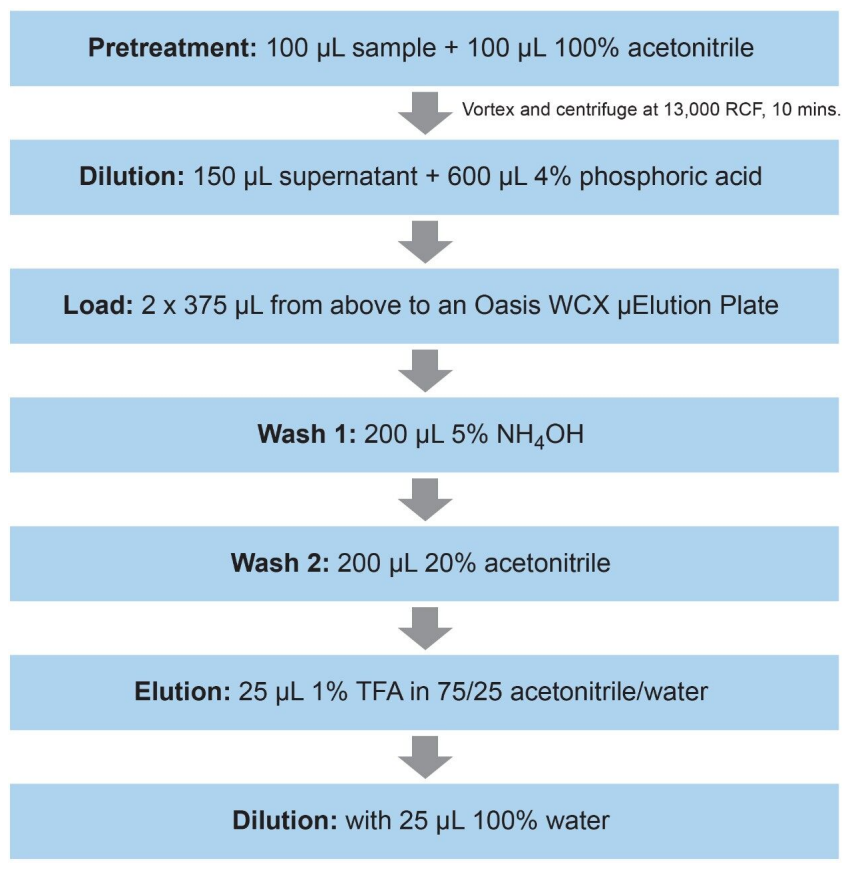 Pretreatment: 100 µL sample + 100 µL 100% acetonitrile
Vortex and centrifuge at 13,000 RCF, 10 mins.
Dilution: 150 µL supernatant + 600 µL 4% phosphoric acid
Load: 2 x 375 µL from above to an Oasis WCX µElution Plate
Wash 1: 200 µL 5% NH₄OH
Wash 2: 200 µL 20% acetonitrile
Elution: 25 µL 1% TFA in 75/25 acetonitrile/water
Dilution: with 25 µL 100% water